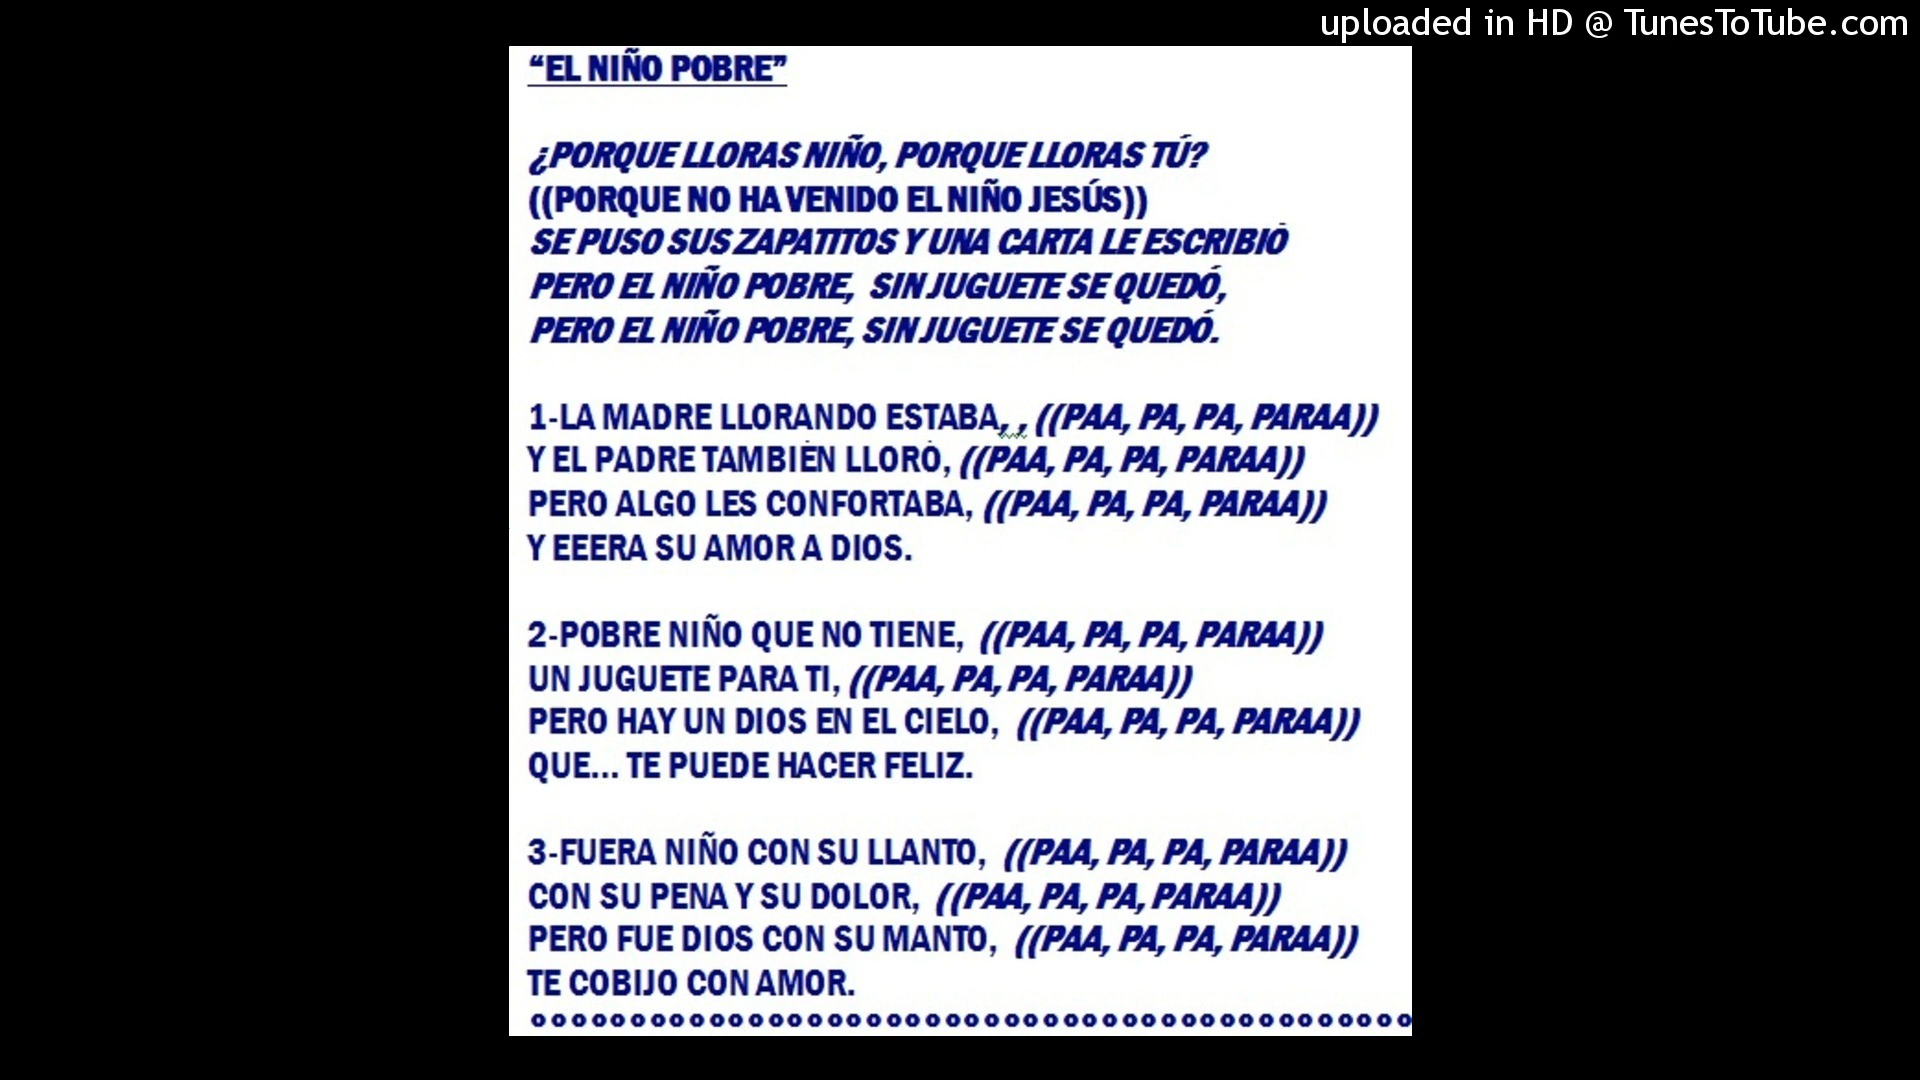 uploaded in HD @ TunesToTube.com
“EL NIÑO POBRE”
¿PORQUE LLORAS NIÑO, PORQUE LLORAS TÚ?
((PORQUE NO HA VENIDO EL NIÑO JESÚS))
SE PUSO SUS ZAPATITOS Y UNA CARTA LE ESCRIBIÓ
PERO EL NIÑO POBRE, SIN JUGUETE SE QUEDÓ,
PERO EL NIÑO POBRE, SIN JUGUETE SE QUEDÓ.
1-LA MADRE LLORANDO ESTABA, , ((PAA, PA, PA, PARAA))
Y EL PADRE TAMBIÉN LLORÓ, ((PAA, PA, PA, PARAA))
PERO ALGO LES CONFORTABA, ((PAA, PA, PA, PARAA))
Y EEERA SU AMOR A DIOS.
2-POBRE NIÑO QUE NO TIENE, ((PAA, PA, PA, PARAA))
UN JUGUETE PARA TI, ((PAA, PA, PA, PARAA))
PERO HAY UN DIOS EN EL CIELO, ((PAA, PA, PA, PARAA))
QUE... TE PUEDE HACER FELIZ.
3-FUERA NIÑO CON SU LLANTO, ((PAA, PA, PA, PARAA))
CON SU PENA Y SU DOLOR, ((PAA, PA, PA, PARAA))
PERO FUE DIOS CON SU MANTO, ((PAA, PA, PA, PARAA))
TE COBIJO CON AMOR.